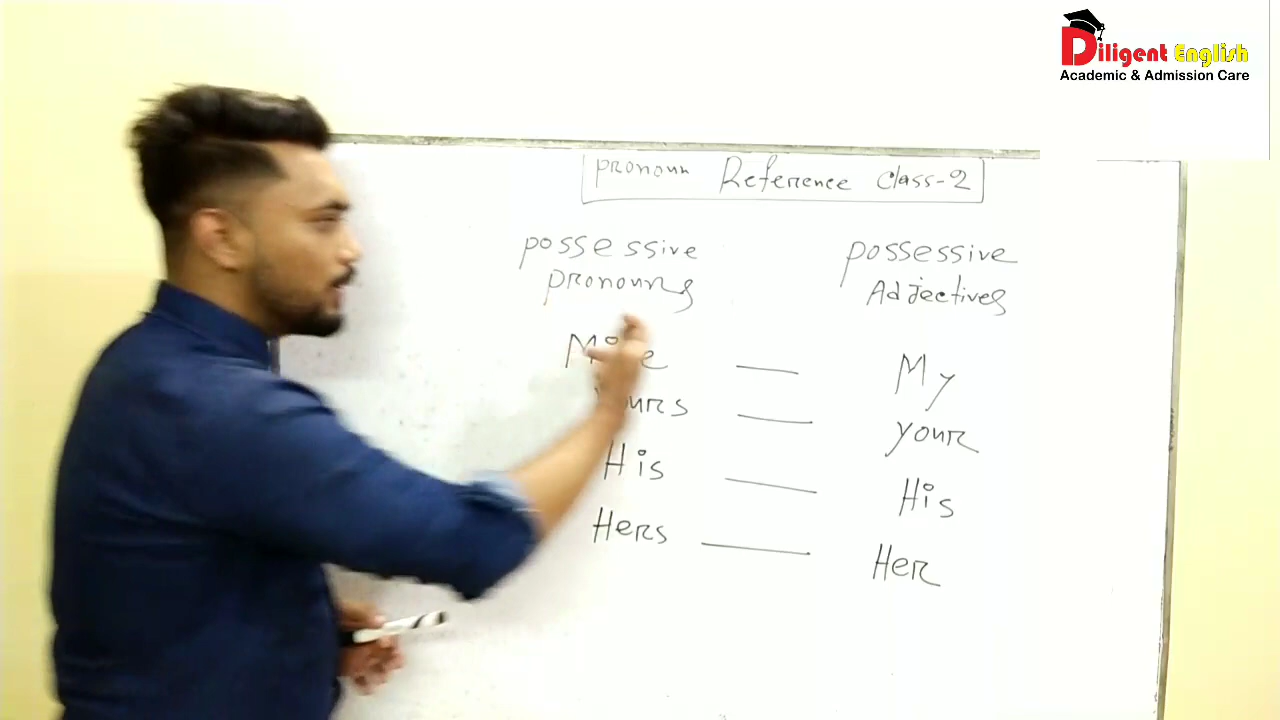 Diligent English
Academic & Admission Care
pronoun Reference class-2
possessive pronouns
possessive Adjectives
— My
Yours — your
His — His
Hers — Her